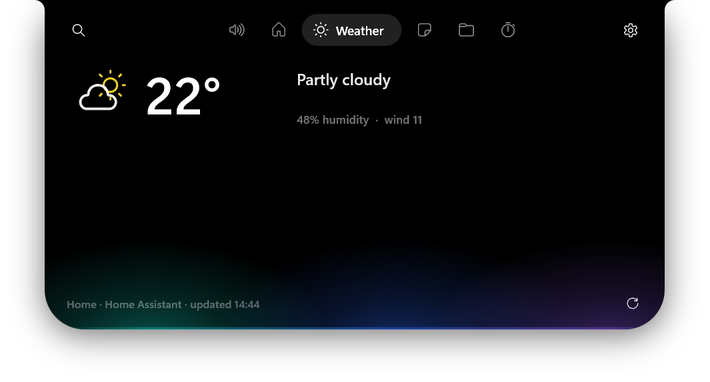 Weather
22°
Partly cloudy
48% humidity · wind 11
Home · Home Assistant · updated 14:44